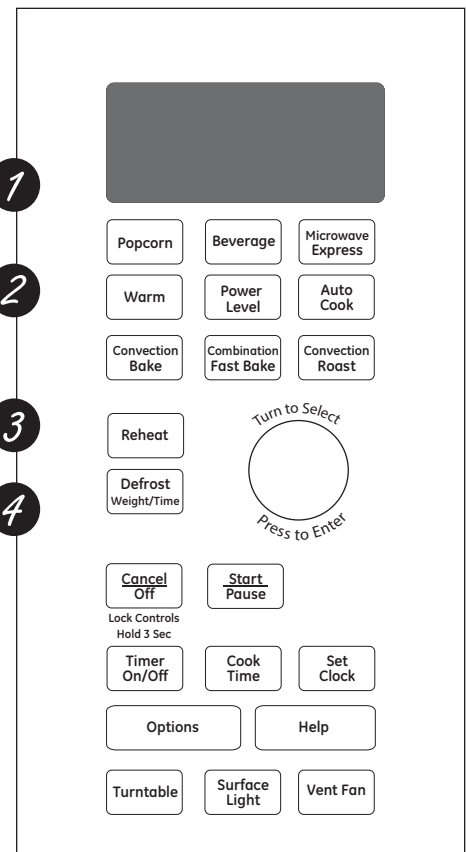 1
Popcorn
Beverage
Microwave
Express
2
Warm
Power
Level
Auto
Cook
Convection
Bake
Combination
Fast Bake
Convection
Roast
3
Reheat
Turn to Select
4
Defrost
Weight/Time
Press to Enter
Cancel
Off
Start
Pause
Lock Controls
Hold 3 Sec
Timer
On/Off
Cook
Time
Set
Clock
Options
Help
Turntable
Surface
Light
Vent Fan